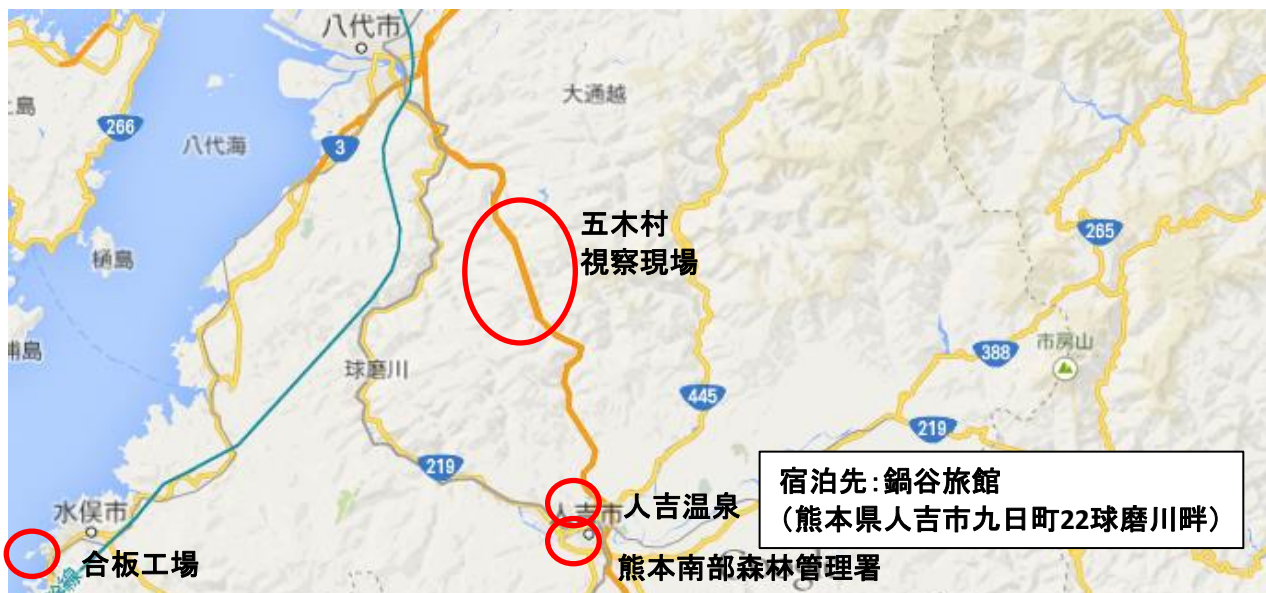 八代市
大通越
上島
266
八代海
3
五木村
視察現場
265
樋島
388
市房山
球磨川
445
219
219
宿泊先：鍋谷旅館
（熊本県人吉市九日町22球磨川畔）
人吉温泉
人吉市
水俣市
合板工場
熊本南部森林管理署